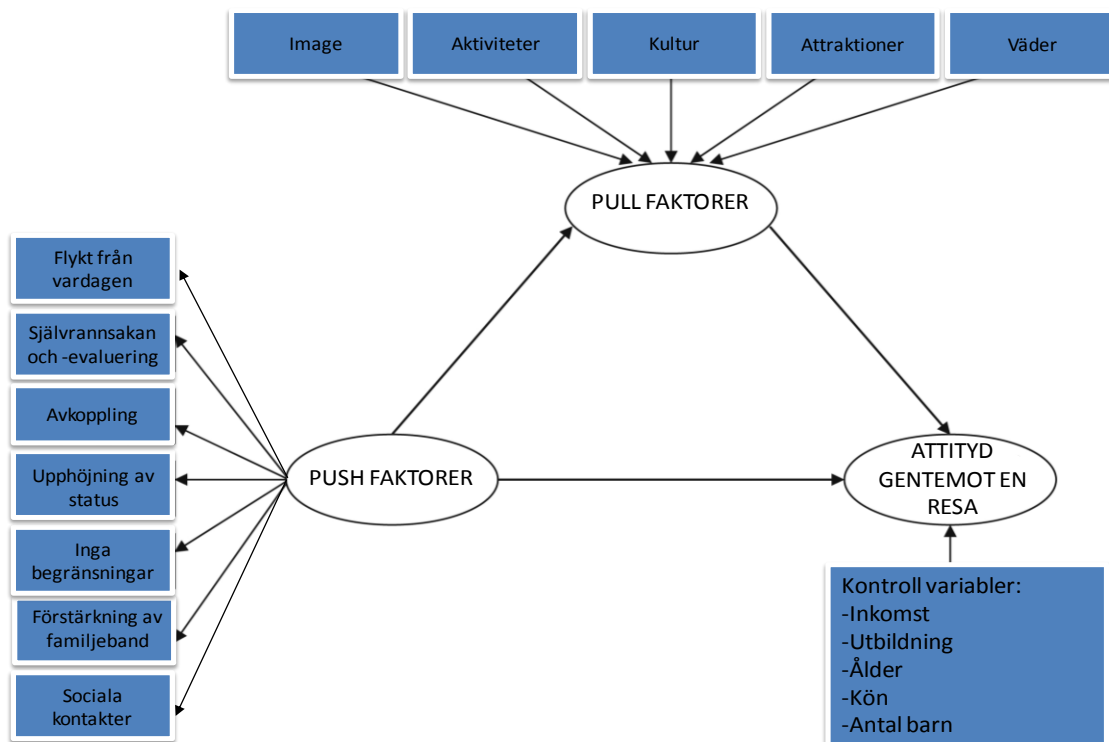 Image
Aktiviteter
Kultur
Attraktioner
Väder
PULL FAKTORER
Flykt från
vardagen
Självrannsakan
och -evaluering
Avkoppling
Upphöjning av
status
Inga
begränsningar
Förstärkning av
familjeband
Sociala
kontakter
PUSH FAKTORER
ATTITYD
GENTEMOT EN
RESA
Kontroll variabler:
-Inkomst
-Utbildning
-Ålder
-Kön
-Antal barn